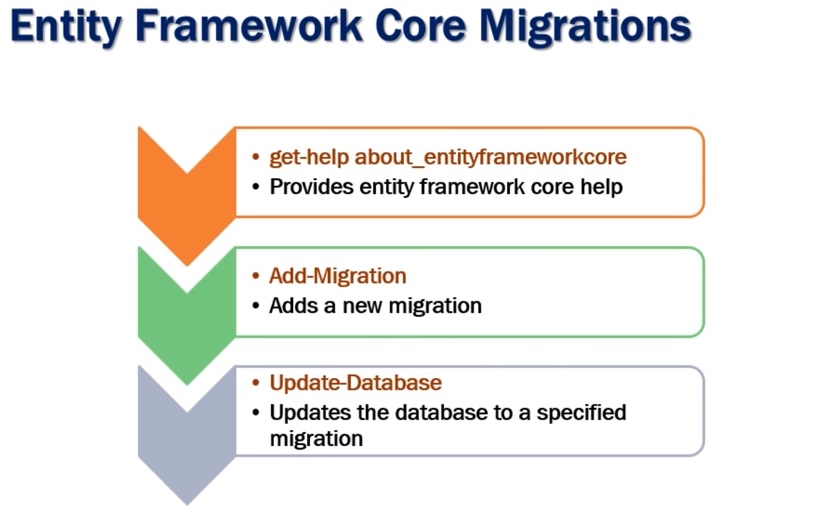 Entity Framework Core Migrations
• get-help about_entityframeworkcore
• Provides entity framework core help
• Add-Migration
• Adds a new migration
• Update-Database
• Updates the database to a specified
migration